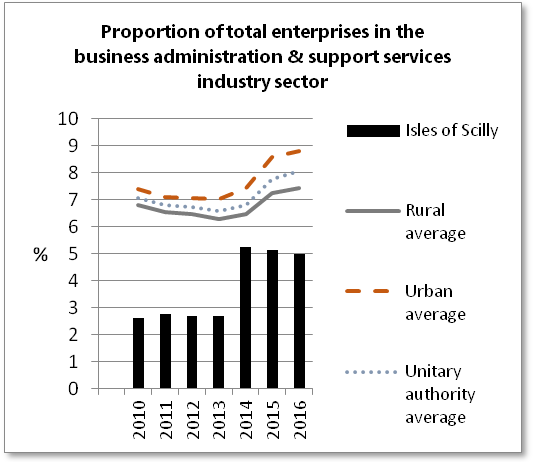 Proportion of total enterprises in the
business administration & support services
industry sector
10
9
8
7
6
5
4
3
2
1
0
%
2010
2011
2012
2013
2014
2015
2016
Isles of Scilly
Rural
average
Urban
average
Unitary
authority
average